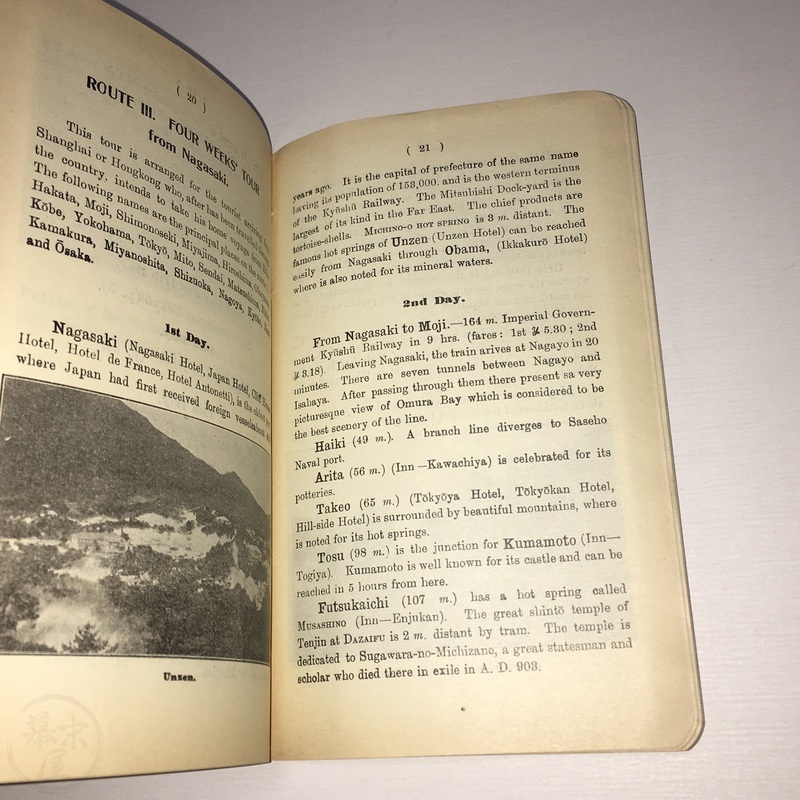 ( 20 )
ROUTE III. FOUR WEEKS' TOUR
from Nagasaki.
This tour is arranged for the tourist arriving
Shanghai or Hongkong who, after has been
the country, intends to take his home voyage
The following names are the principal places on the
Hakata, Moji, Shimonoseki, Miyajima, Hiroshima,
Kōbe, Yokohama, Tōkyō, Mito, Sendai, Matsushima,
Kamakura, Miyanoshita, Shizuoka, Nagoya, Kyōto,
and Ōsaka.
1st Day.
Nagasaki (Nagasaki Hotel, Japan Hotel, Cliff
Hotel, Hotel de France, Hotel Antonetti), is the
where Japan had first received foreign vessels
Unzen.
( 21 )
years ago. It is the capital of prefecture of the same name
having its population of 153,000. and is the western terminus
of the Kyūshū Railway. The Mitsubishi Dock-yard is the
largest of its kind in the Far East. The chief products are
tortoise-shells. MICHINO-O HOT SPRING is 3 m. distant. The
famous hot springs of Unzen (Unzen Hotel) can be reached
easily from Nagasaki through Obama, (Ikkakurō Hotel)
where is also noted for its mineral waters.
2nd Day.
From Nagasaki to Moji.—164 m. Imperial Govern-
ment Kyūshū Railway in 9 hrs. (fares: 1st ¥ 5.30; 2nd
¥ 3.18). Leaving Nagasaki, the train arives at Nagayo in 20
minutes. There are seven tunnels between Nagayo and
Isahaya. After passing through them there present sa very
picturesque view of Omura Bay which is considered to be
the best scenery of the line.
Haiki (49 m.). A branch line diverges to Saseho
Naval port.
Arita (56 m.) (Inn—Kawachiya) is celebrated for its
potteries.
Takeo (65 m.) (Tōkyōya Hotel, Tōkyōkan Hotel,
Hill-side Hotel) is surrounded by beautiful mountains, where
is noted for its hot springs.
Tosu (98 m.) is the junction for Kumamoto (Inn—
Togiya). Kumamoto is well known for its castle and can be
reached in 5 hours from here.
Futsukaichi (107 m.) has a hot spring called
MUSASHINO (Inn—Enjukan). The great shintō temple of
Tenjin at DAZAIFU is 2 m. distant by tram. The temple is
dedicated to Sugawara-no-Michizane, a great statesman and
scholar who died there in exile in A. D. 903.
幕末屋